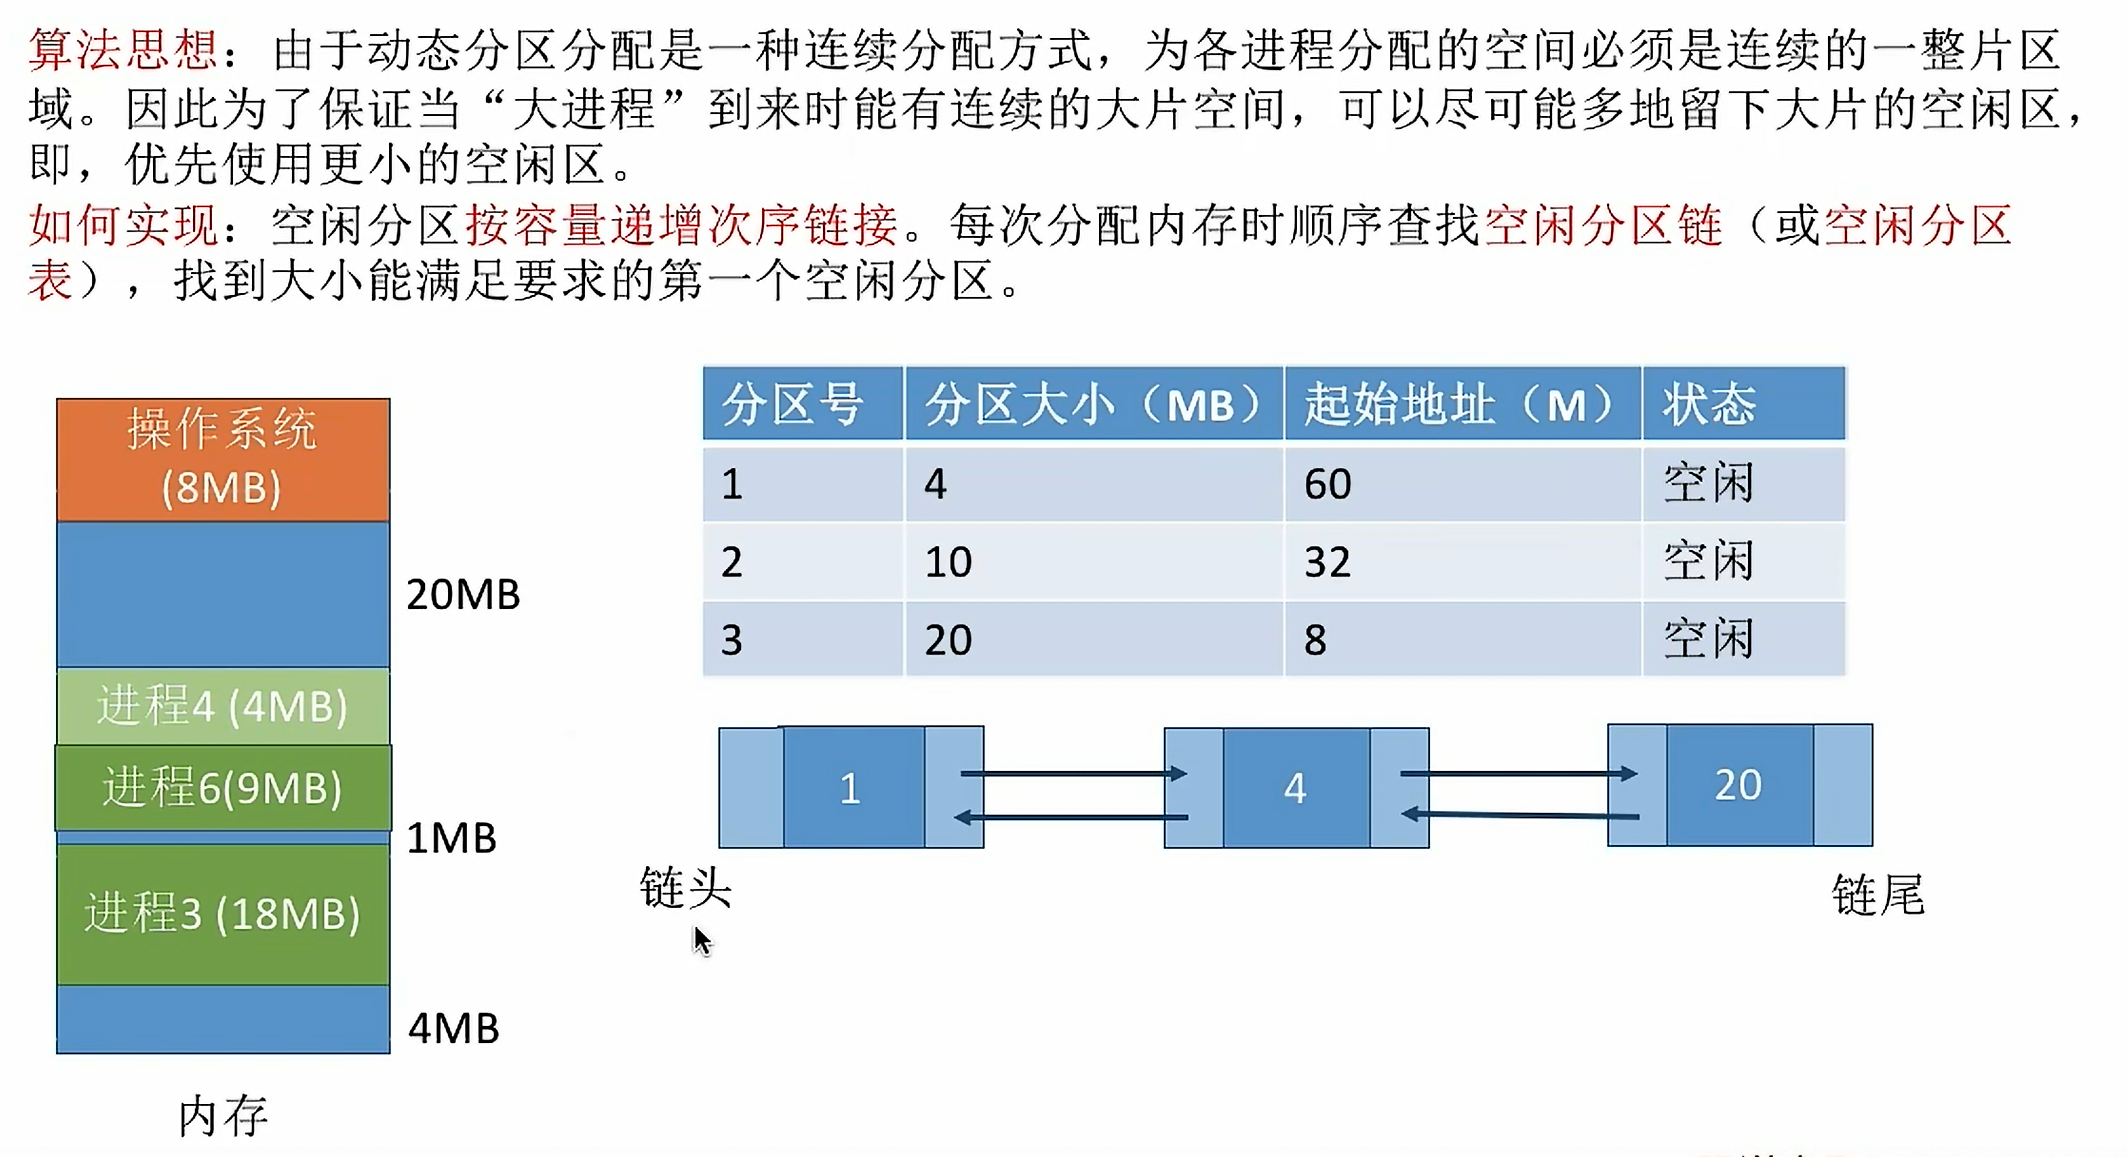 算法思想：由于动态分区分配是一种连续分配方式，为各进程分配的空间必须是连续的一整片区
域。因此为了保证当“大进程”到来时能有连续的大片空间，可以尽可能多地留下大片的空闲区，
即，优先使用更小的空闲区。
如何实现：空闲分区按容量递增次序链接。每次分配内存时顺序查找空闲分区链（或空闲分区
表），找到大小能满足要求的第一个空闲分区。
操作系统
(8MB)
20MB
进程4 (4MB)
进程6(9MB)
1MB
进程3 (18MB)
4MB
内存
分区号 分区大小（MB） 起始地址（M） 状态
1 4 60 空闲
2 10 32 空闲
3 20 8 空闲
1 4 20
链头 链尾